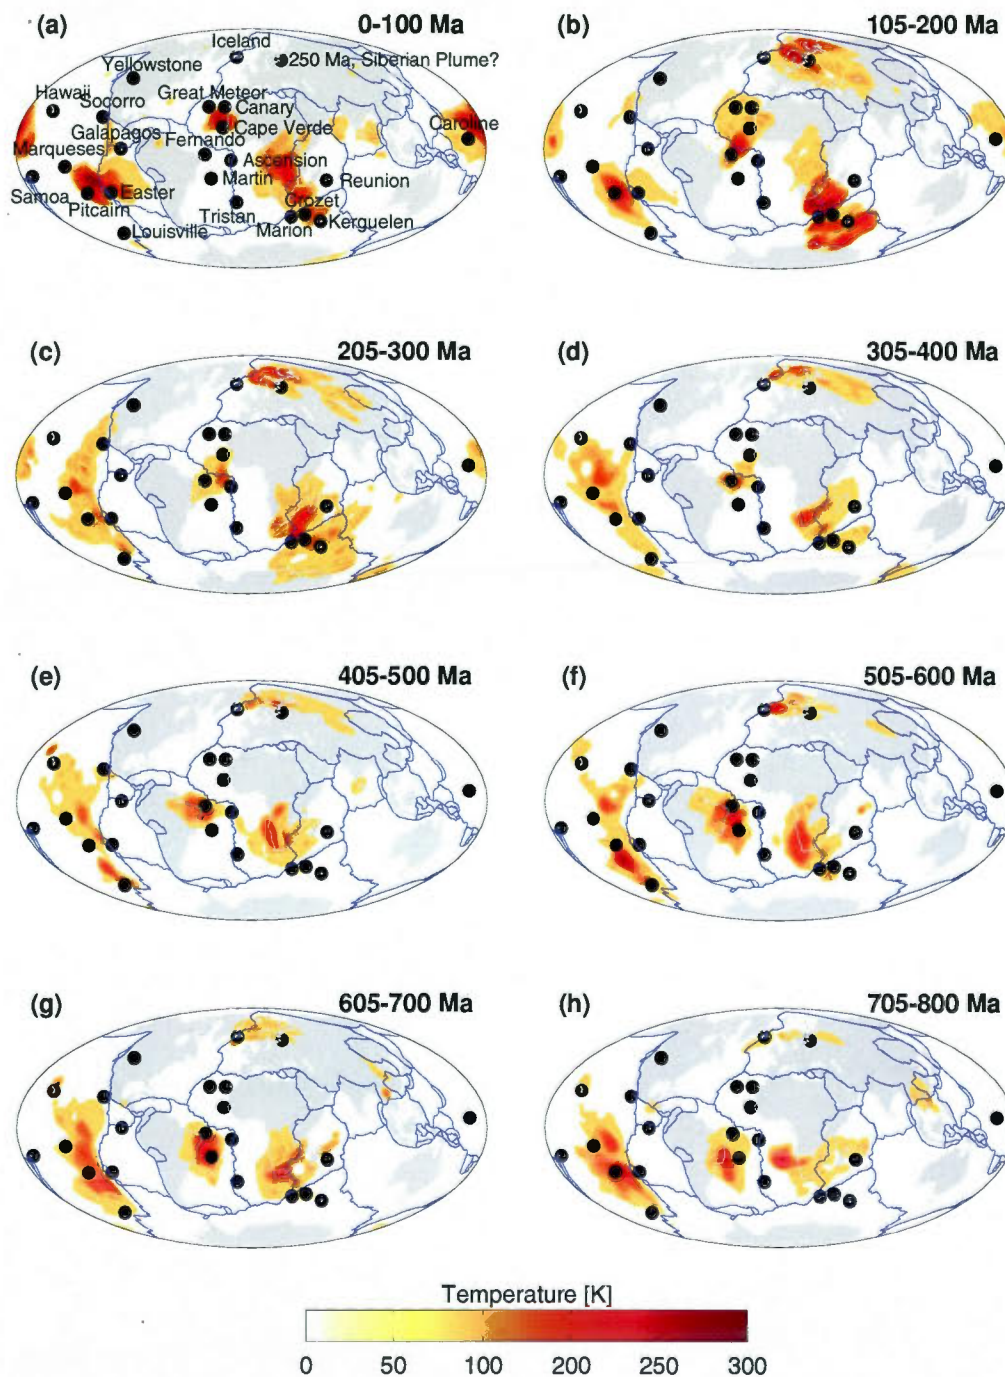 (a) 0-100 Ma
Iceland
250 Ma, Siberian Plume?
Yellowstone
Hawaii
Socorro
Great Meteor
Canary
Galapagos
Cape Verde
Caroline
Marqueses
Fernando
Ascension
Martin
Reunion
Samoa
Easter
Crozet
Pitcairn
Tristan
Marion
Kerguelen
Louisville
(b) 105-200 Ma
(c) 205-300 Ma
(d) 305-400 Ma
(e) 405-500 Ma
(f) 505-600 Ma
(g) 605-700 Ma
(h) 705-800 Ma
Temperature [K]
0 50 100 150 200 250 300